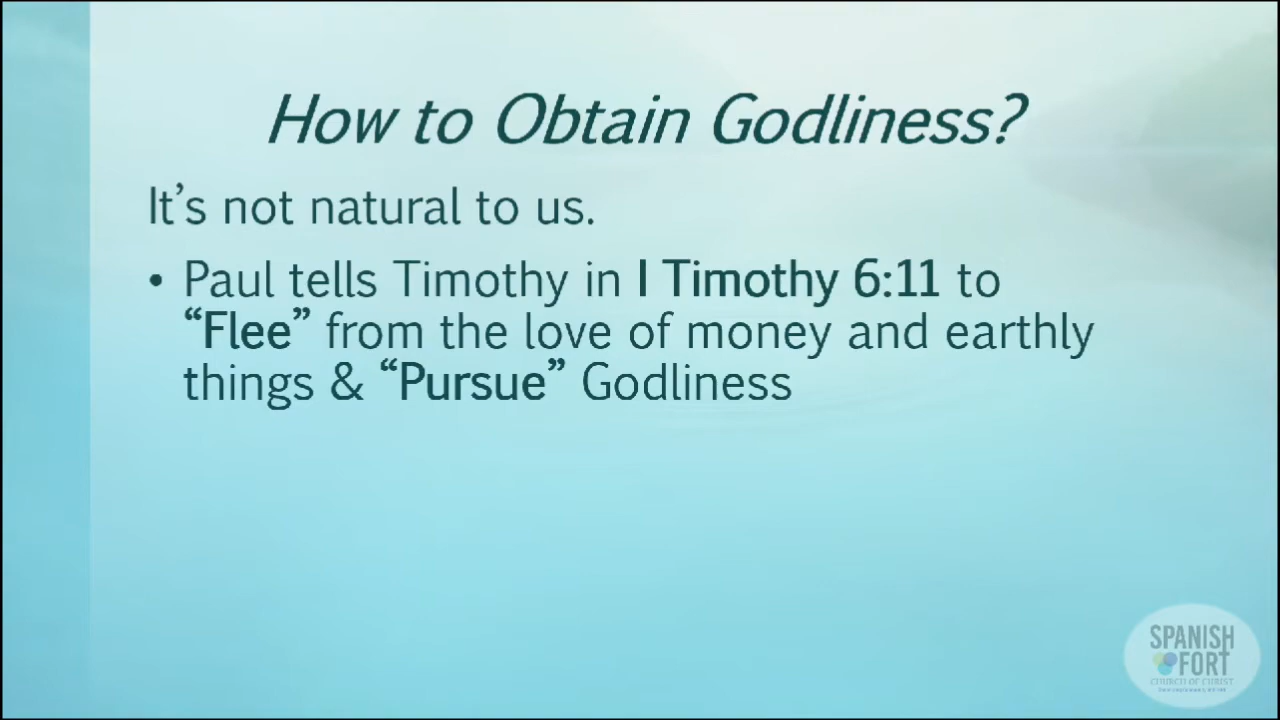 How to Obtain Godliness?
It’s not natural to us.
• Paul tells Timothy in I Timothy 6:11 to
“Flee” from the love of money and earthly
things & “Pursue” Godliness
SPANISH
FORT
CHURCH OF CHRIST